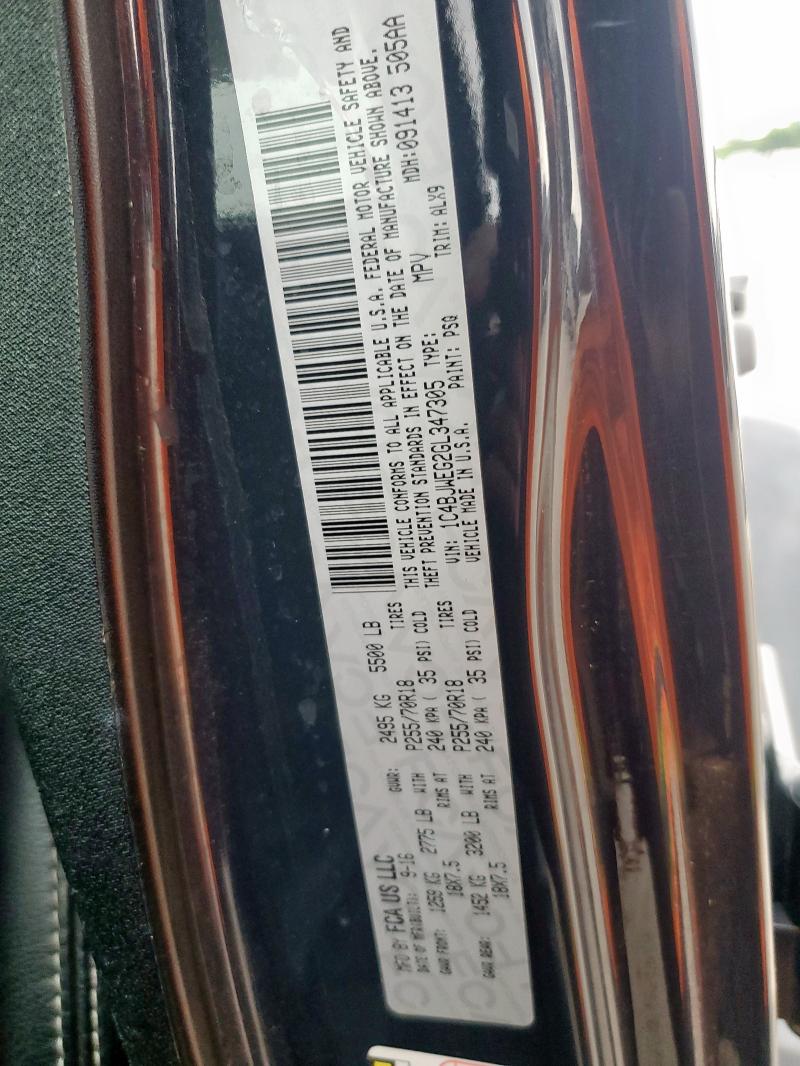 MFD BY: FCA US LLC
DATE OF MFR(BUILT): 9-16 GVWR: 2495 KG 5500 LB
GAWR FRONT: 1259 KG 2775 LB WITH P255/70R18 TIRES
18X7.5 RIMS AT 240 KPA ( 35 PSI) COLD
GAWR REAR: 1452 KG 3200 LB WITH P255/70R18 TIRES
18X7.5 RIMS AT 240 KPA ( 35 PSI) COLD
THIS VEHICLE CONFORMS TO ALL APPLICABLE U.S.A. FEDERAL MOTOR VEHICLE SAFETY AND
THEFT PREVENTION STANDARDS IN EFFECT ON THE DATE OF MANUFACTURE SHOWN ABOVE.
VIN: 1C4BJWEG2GL347305 TYPE: MPV MDH:091413 505AA
VEHICLE MADE IN U.S.A. PAINT: PSQ TRIM: ALX9